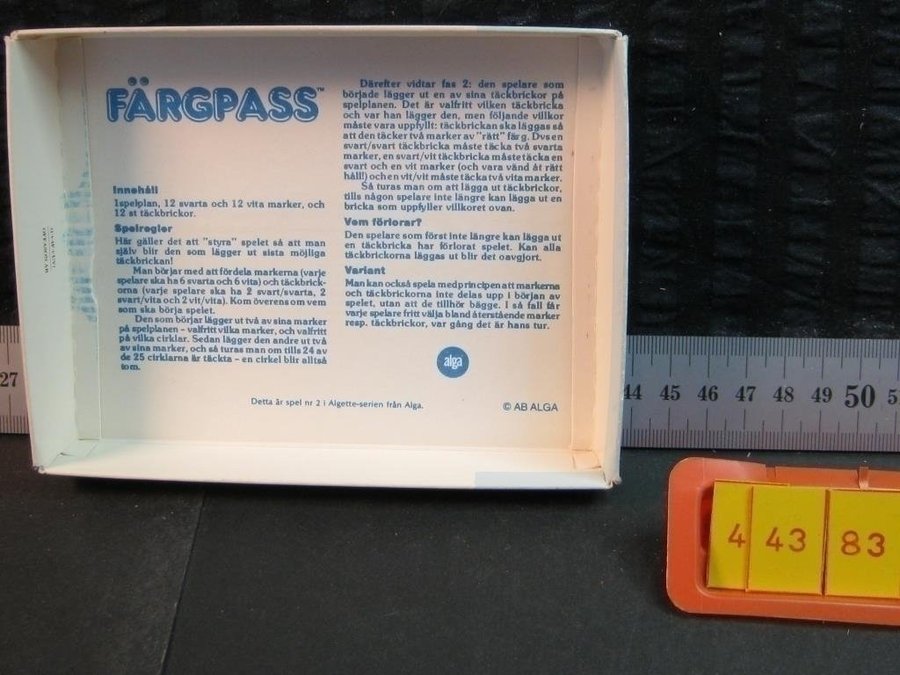 FÄRGPASS™
Innehåll
1 spelplan, 12 svarta och 12 vita marker, och
12 st täckbrickor.
Spelregler
Här gäller det att "styra" spelet så att man
själv blir den som lägger ut sista möjliga
täckbrickan!
Man börjar med att fördela markerna (varje
spelare ska ha 6 svarta och 6 vita) och täckbrick-
orna (varje spelare ska ha 2 svart/svarta, 2
svart/vita och 2 vit/vita). Kom överens om vem
som ska börja spela.
Den som börjar lägger ut två av sina marker
på spelplanen – valfritt vilka marker, och valfritt
på vilka cirklar. Sedan lägger den andre ut två
av sina marker, och så turas man om tills 24 av
de 25 cirklarna är täckta – en cirkel blir alltså
tom.
Därefter vidtar fas 2: den spelare som
började lägger ut en av sina täckbrickor på
spelplanen. Det är valfritt vilken täckbricka
och var han lägger den, men följande villkor
måste vara uppfyllt: täckbrickan ska läggas så
att den täcker två marker av "rätt" färg. Dvs en
svart/svart täckbricka måste täcka två svarta
marker, en svart/vit täckbricka måste täcka en
svart och en vit marker (och vara vänd åt rätt
håll!) och en vit/vit måste täcka två vita marker.
Så turas man om att lägga ut täckbrickor,
tills någon spelare inte längre kan lägga ut en
bricka som uppfyller villkoret ovan.
Vem förlorar?
Den spelare som först inte längre kan lägga ut
en täckbricka har förlorat spelet. Kan alla
täckbrickorna läggas ut blir det oavgjort.
Variant
Man kan också spela med principen att markerna
och täckbrickorna inte delas upp i början av
spelet, utan att de tillhör bägge. I så fall får
varje spelare fritt välja bland återstående marker
resp. täckbrickor, var gång det är hans tur.
alga
Detta är spel nr 2 i Algette-serien från Alga.
© AB ALGA
27
44 45 46 47 48 49 50 5
4 43 83